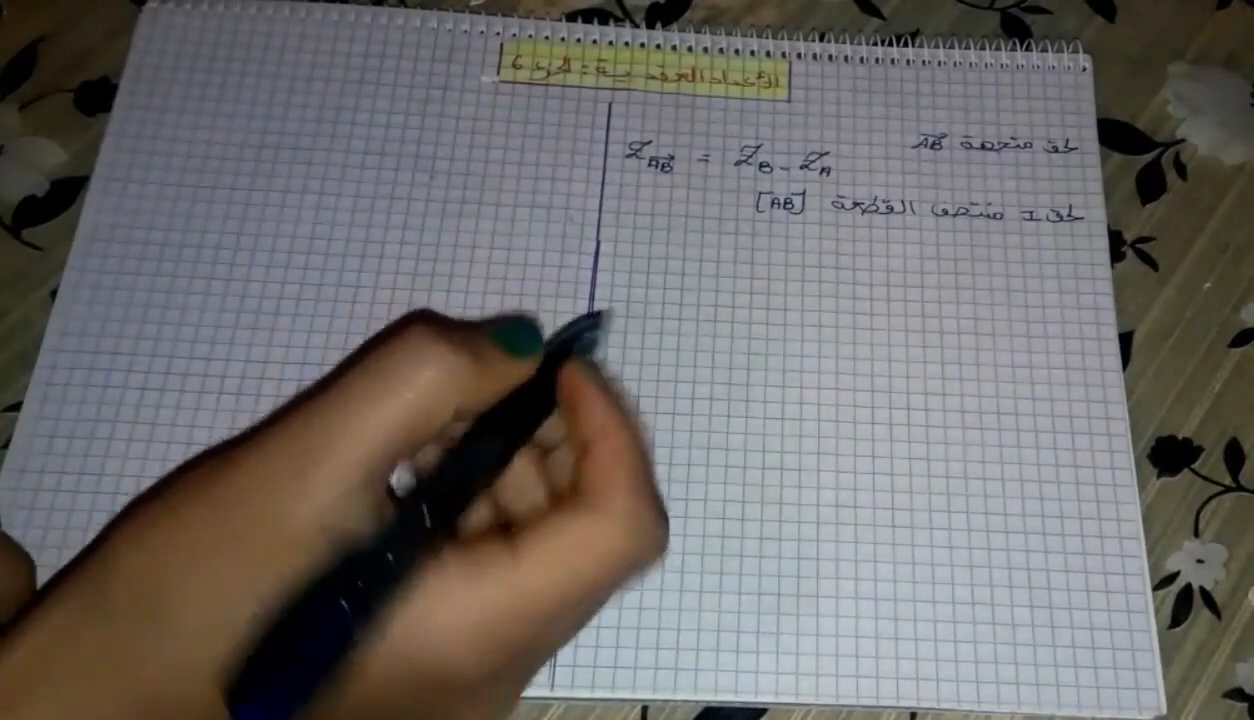 الأعداد العقدية: الجزء 6
لحق متجهة AB
Z_AB = Z_B - Z_A
لحق I منتصف القطعة [AB]